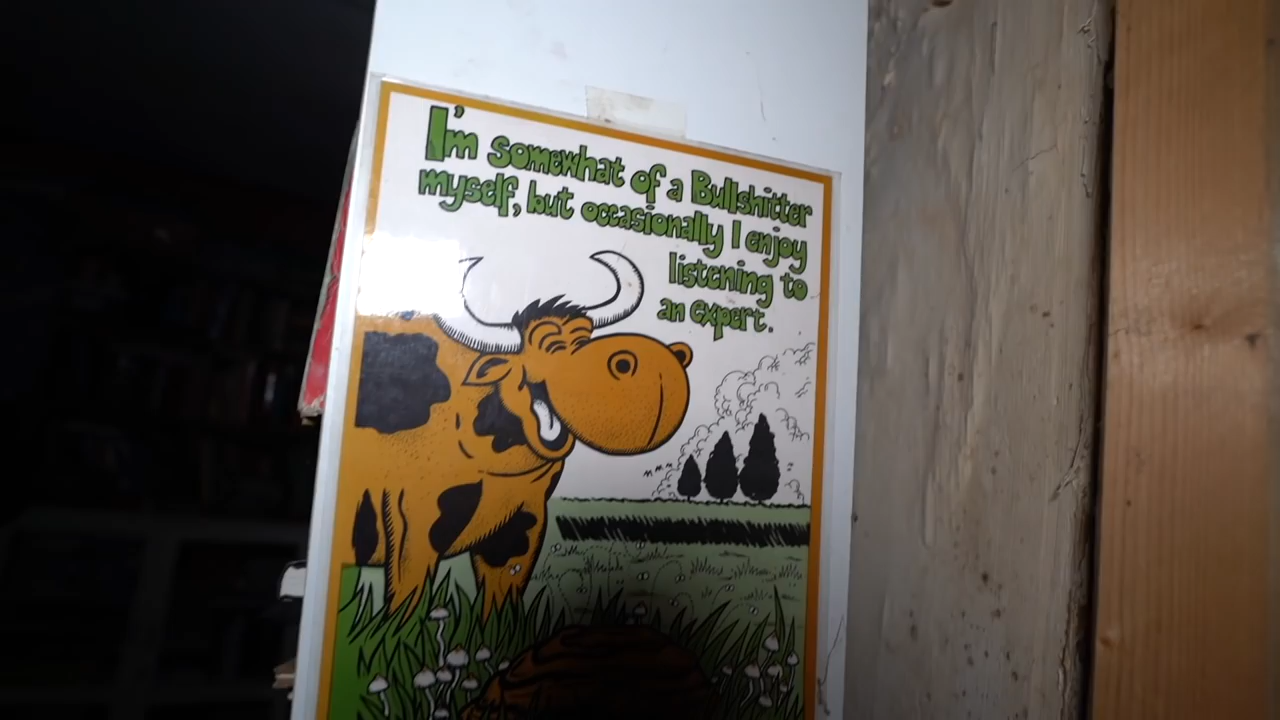 I'm somewhat of a Bullshitter
myself, but occasionally I enjoy
listening to
an expert.